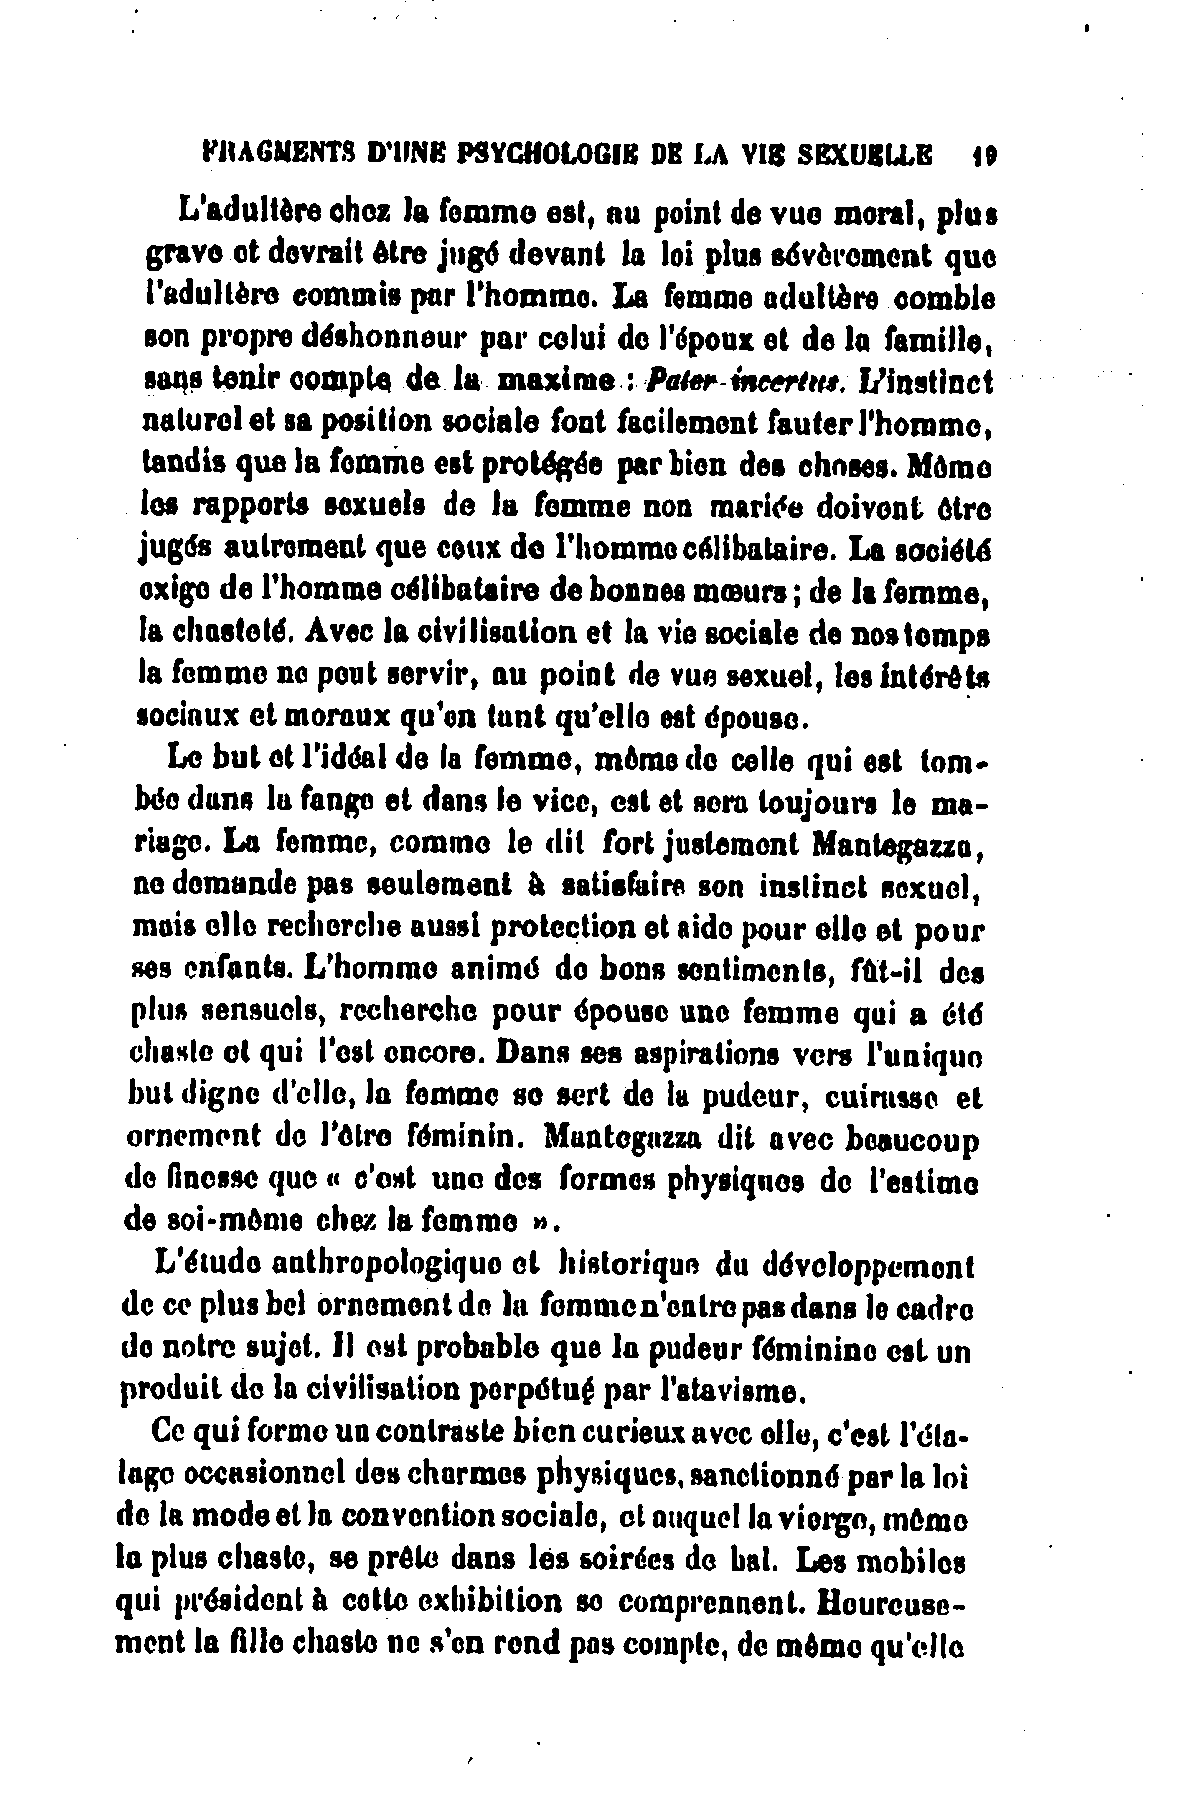 FRAGMENTS D'UNE PSYCHOLOGIE DE LA VIE SEXUELLE 19
L'adultère chez la femme est, au point de vue moral, plus
grave et devrait être jugé devant la loi plus sévèrement que
l'adultère commis par l'homme. La femme adultère comble
son propre déshonneur par celui de l'époux et de la famille,
sans tenir compte de la maxime : Pater incertus. L'instinct
naturel et sa position sociale font facilement fauter l'homme,
tandis que la femme est protégée par bien des choses. Même
les rapports sexuels de la femme non mariée doivent être
jugés autrement que ceux de l'homme célibataire. La société
exige de l'homme célibataire de bonnes mœurs ; de la femme,
la chasteté. Avec la civilisation et la vie sociale de nos temps
la femme ne peut servir, au point de vue sexuel, les intérêts
sociaux et moraux qu'en tant qu'elle est épouse.
Le but et l'idéal de la femme, même de celle qui est tom-
bée dans la fange et dans le vice, est et sera toujours le ma-
riage. La femme, comme le dit fort justement Mantegazza,
ne demande pas seulement à satisfaire son instinct sexuel,
mais elle recherche aussi protection et aide pour elle et pour
ses enfants. L'homme animé de bons sentiments, fût-il des
plus sensuels, recherche pour épouse une femme qui a été
chaste et qui l'est encore. Dans ses aspirations vers l'unique
but digne d'elle, la femme se sert de la pudeur, cuirasse et
ornement de l'être féminin. Mantegazza dit avec beaucoup
de finesse que « c'est une des formes physiques de l'estime
de soi-même chez la femme ».
L'étude anthropologique et historique du développement
de ce plus bel ornement de la femme n'entre pas dans le cadre
de notre sujet. Il est probable que la pudeur féminine est un
produit de la civilisation perpétué par l'atavisme.
Ce qui forme un contraste bien curieux avec elle, c'est l'éta-
lage occasionnel des charmes physiques, sanctionné par la loi
de la mode et la convention sociale, et auquel la vierge, même
la plus chaste, se prête dans les soirées de bal. Les mobiles
qui président à cette exhibition se comprennent. Heureuse-
ment la fille chaste ne s'en rend pas compte, de même qu'elle